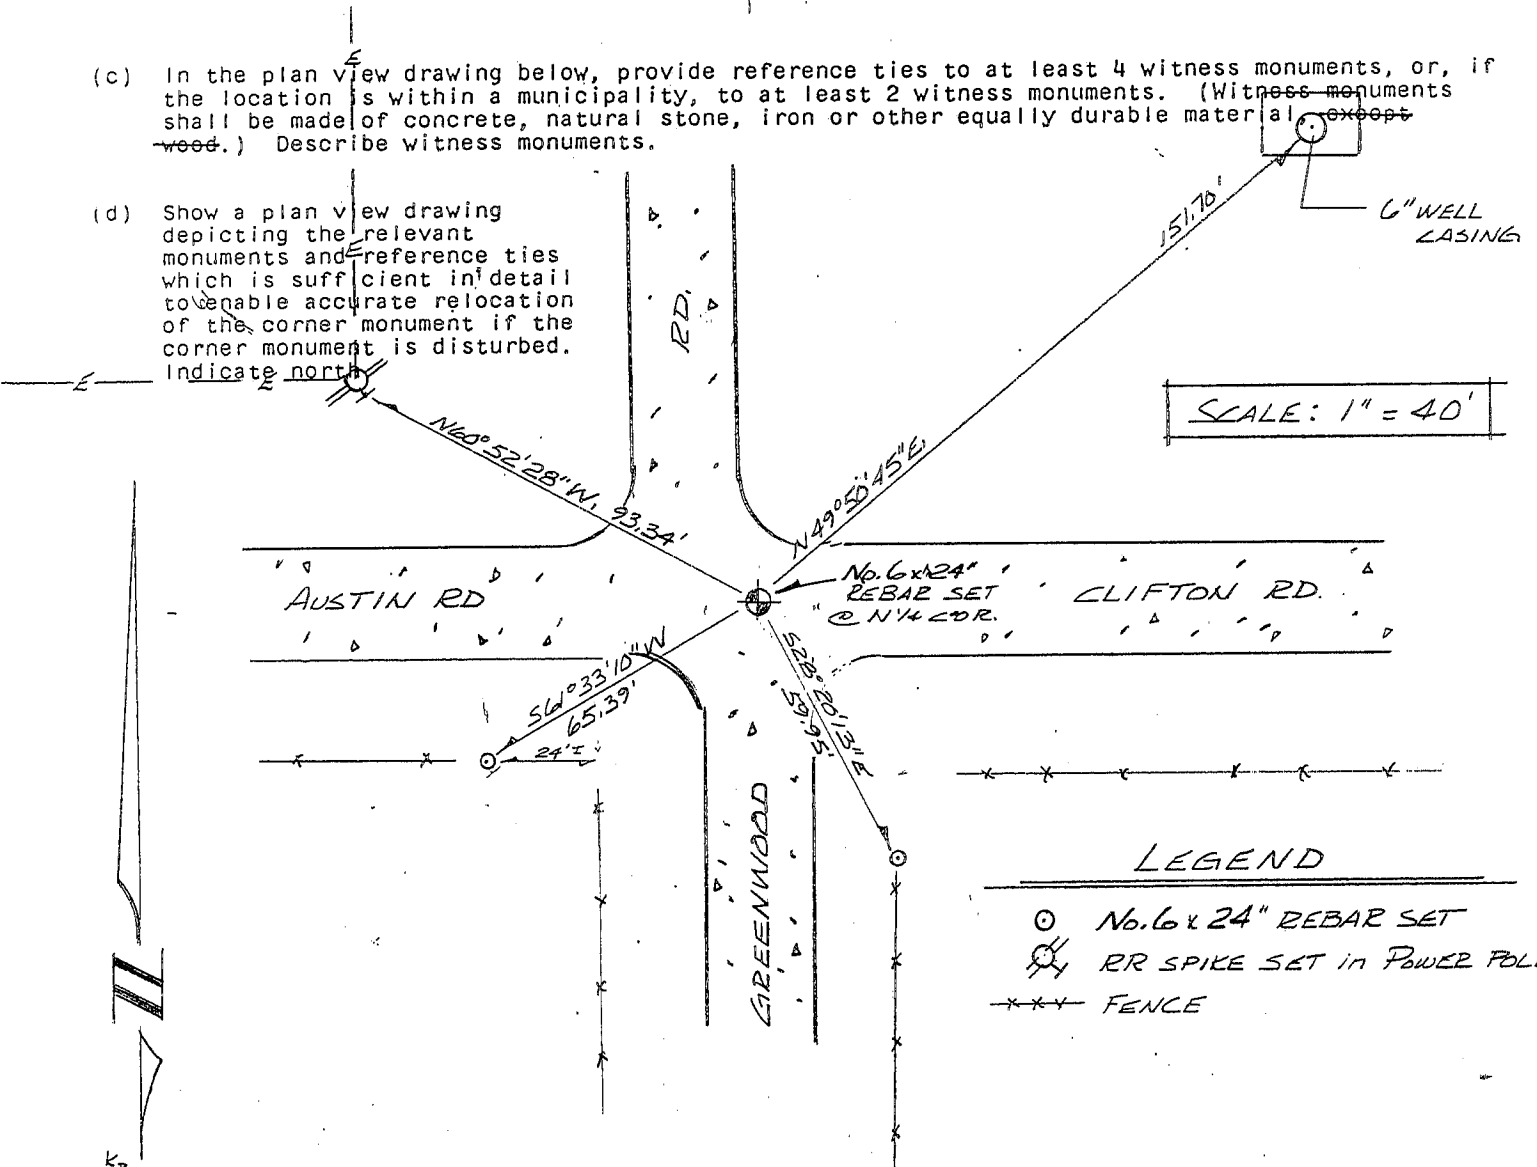 (c) In the plan view drawing below, provide reference ties to at least 4 witness monuments, or, if
the location is within a municipality, to at least 2 witness monuments. (Witness monuments
shall be made of concrete, natural stone, iron or other equally durable material, except
wood.) Describe witness monuments.
(d) Show a plan view drawing
depicting the relevant
monuments and reference ties
which is sufficient in detail
to enable accurate relocation
of the corner monument if the
corner monument is disturbed.
Indicate north
E
E
E
E
6" WELL
CASING
151.70'
RD.
SCALE: 1" = 40'
N60°52'28"W, 93.34'
N49°50'45"E,
AUSTIN RD
No. 6 x 24"
REBAR SET
@ N 1/4 COR.
CLIFTON RD.
S61°33'10"W
65.39'
S28°20'13"E
59.95'
24'±
GREENWOOD
LEGEND
No. 6 x 24" REBAR SET
RR SPIKE SET in POWER POL
FENCE